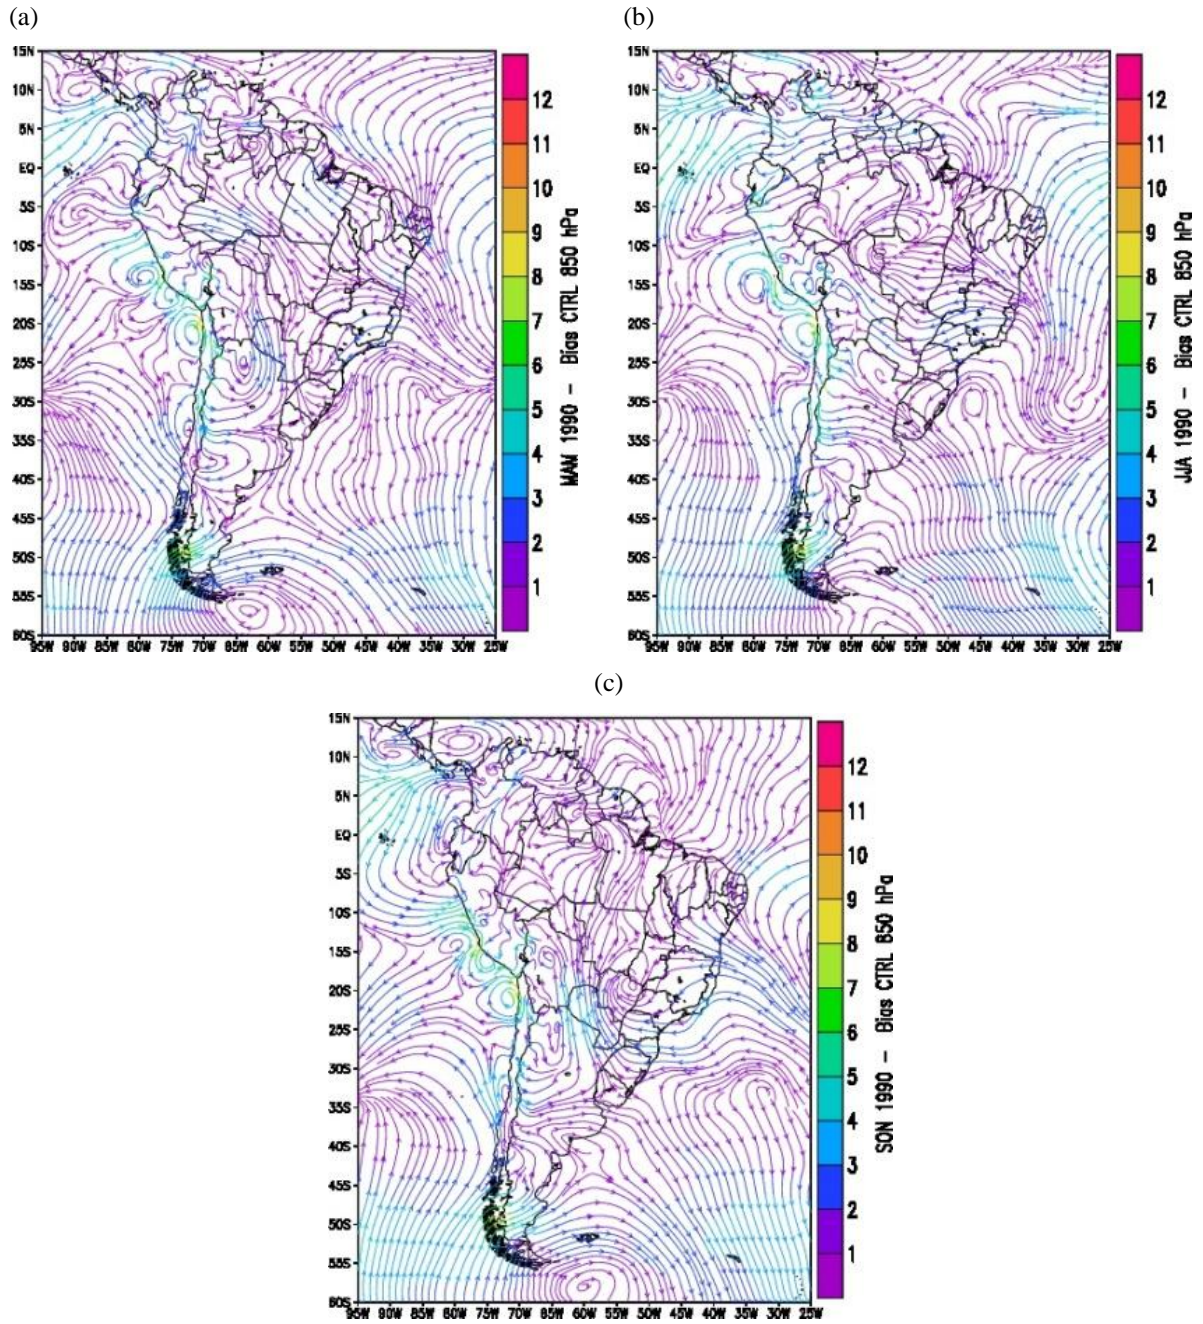 (a)
15N
10N
5N
EQ
5S
10S
15S
20S
25S
30S
35S
40S
45S
50S
55S
60S
95W 90W 85W 80W 75W 70W 65W 60W 55W 50W 45W 40W 35W 30W 25W
12
11
10
9
8
7
6
5
4
3
2
1
MAM 1990 - Bias CTRL 850 hPa
(b)
15N
10N
5N
EQ
5S
10S
15S
20S
25S
30S
35S
40S
45S
50S
55S
60S
95W 90W 85W 80W 75W 70W 65W 60W 55W 50W 45W 40W 35W 30W 25W
12
11
10
9
8
7
6
5
4
3
2
1
JJA 1990 - Bias CTRL 850 hPa
(c)
15N
10N
5N
EQ
5S
10S
15S
20S
25S
30S
35S
40S
45S
50S
55S
60S
95W 90W 85W 80W 75W 70W 65W 60W 55W 50W 45W 40W 35W 30W 25W
12
11
10
9
8
7
6
5
4
3
2
1
SON 1990 - Bias CTRL 850 hPa